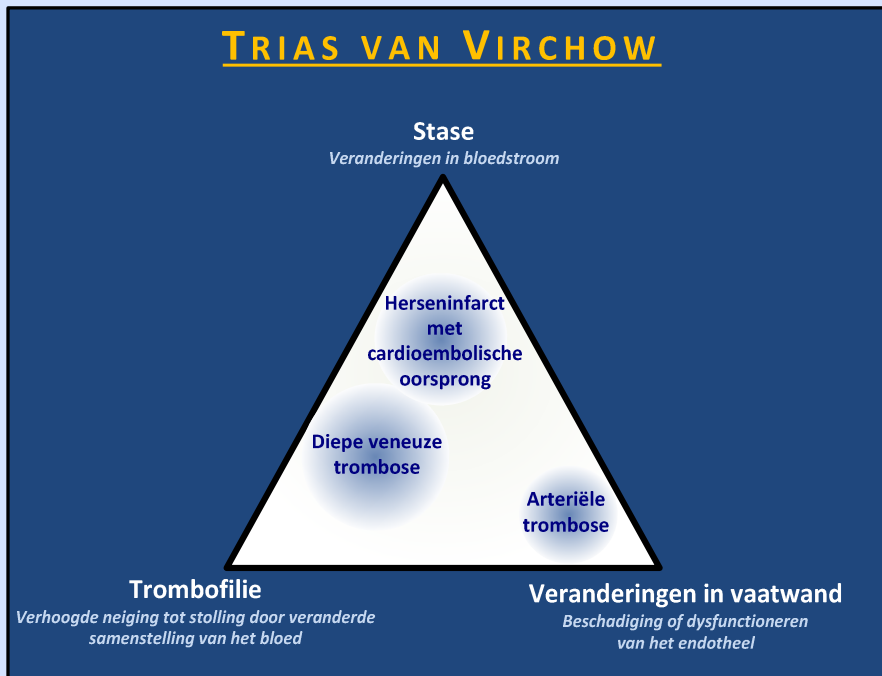 TRIAS VAN VIRCHOW
Stase
Veranderingen in bloedstroom
Herseninfarct
met
cardioembolische
oorsprong
Diepe veneuze
trombose
Arteriële
trombose
Trombofilie
Verhoogde neiging tot stolling door veranderde
samenstelling van het bloed
Veranderingen in vaatwand
Beschadiging of dysfunctioneren
van het endotheel